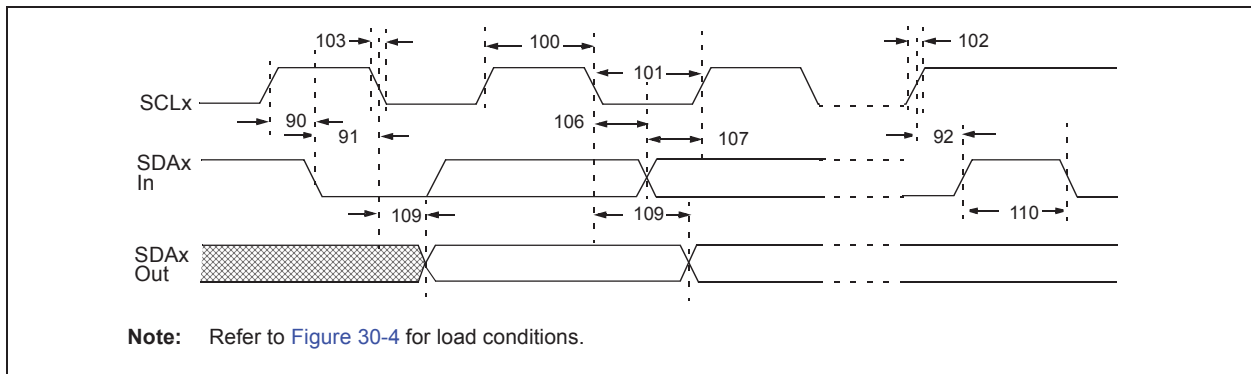 103
100
102
101
SCLx
90
91
106
107
92
SDAx
In
109
109
110
SDAx
Out
Note: Refer to Figure 30-4 for load conditions.